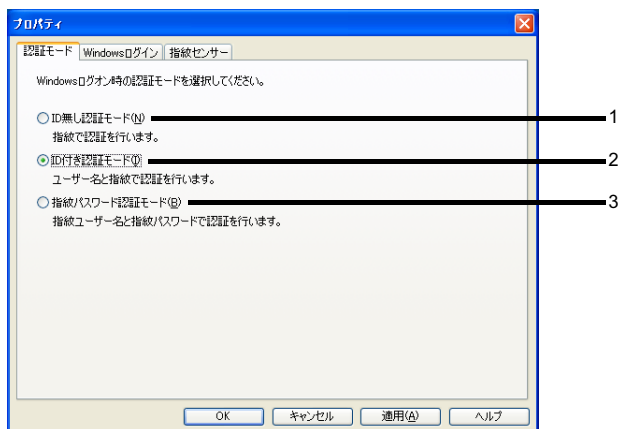 プロパティ
認証モード Windowsログイン 指紋センサー
Windowsログオン時の認証モードを選択してください。
ID無し認証モード(N) 1
指紋で認証を行います。
ID付き認証モード(I) 2
ユーザー名と指紋で認証を行います。
指紋パスワード認証モード(B) 3
指紋ユーザー名と指紋パスワードで認証を行います。
OK キャンセル 適用(A) ヘルプ